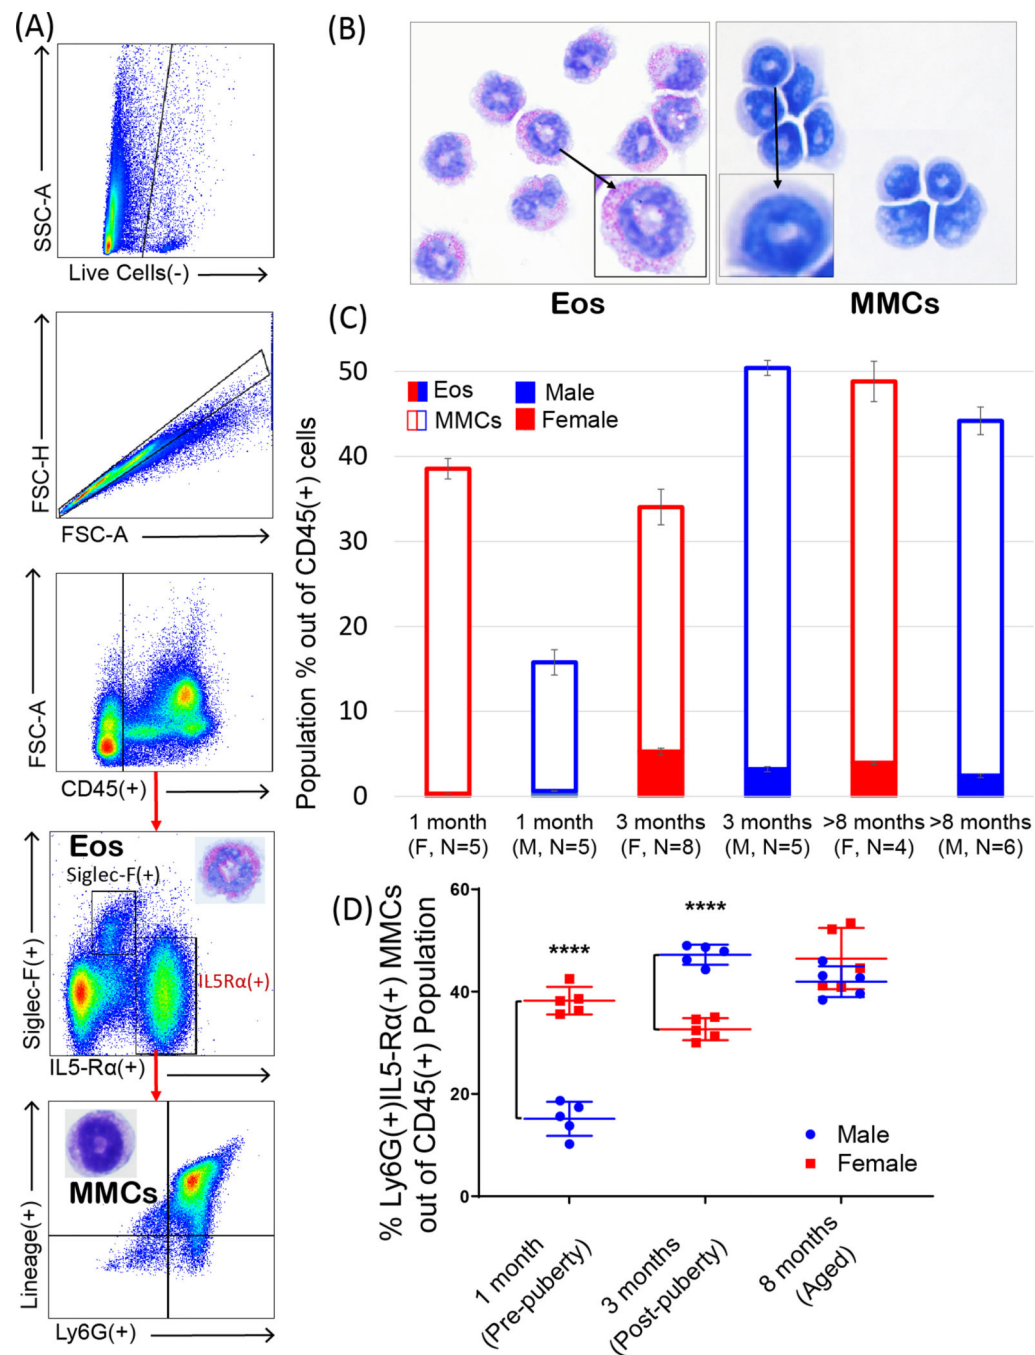 (A)
SSC-A
Live Cells(-)
FSC-H
FSC-A
FSC-A
CD45(+)
Eos
Siglec-F(+)
IL5Rα(+)
Siglec-F(+)
IL5-Rα(+)
MMCs
Lineage(+)
Ly6G(+)
(B)
Eos
MMCs
(C)
Population % out of CD45(+) cells
50
40
30
20
10
0
Eos
Male
MMCs
Female
1 month
(F, N=5)
1 month
(M, N=5)
3 months
(F, N=8)
3 months
(M, N=5)
>8 months
(F, N=4)
>8 months
(M, N=6)
(D)
% Ly6G(+)IL5-Rα(+) MMCs
out of CD45(+) Population
60
40
20
0
****
****
Male
Female
1 month
(Pre-puberty)
3 months
(Post-puberty)
8 months
(Aged)